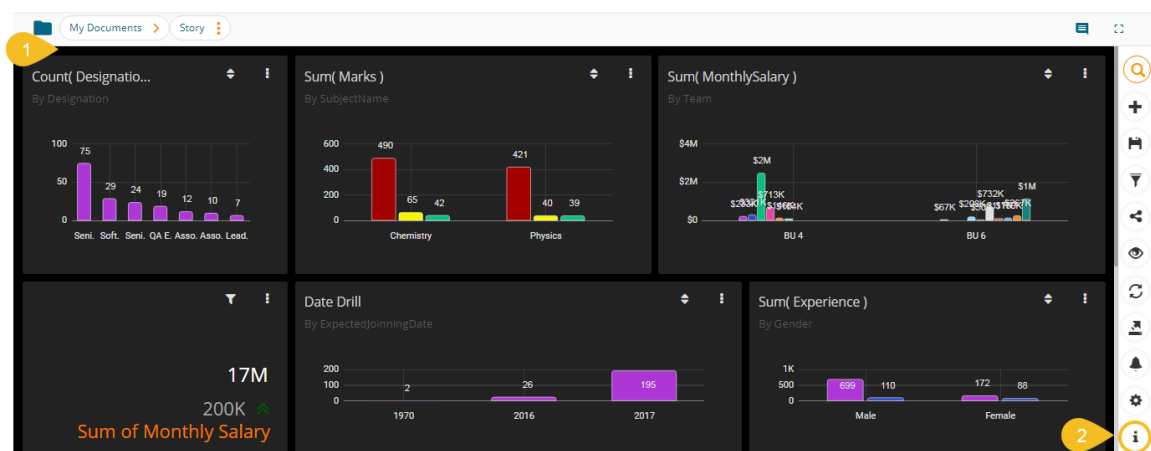 My Documents > Story
1
Count( Designatio...
By Designation
100
50
0
75
29
24
19
12
10
7
Seni. Soft. Seni. QA E. Asso. Asso. Lead.
Sum( Marks )
By SubjectName
600
400
200
0
490
65
42
421
40
39
Chemistry
Physics
Sum( MonthlySalary )
By Team
$4M
$2M
$0
$2M
$713K
$732K
$1M
$67K
BU 4
BU 6
17M
200K
Sum of Monthly Salary
Date Drill
By ExpectedJoinningDate
200
100
0
2
26
195
1970
2016
2017
Sum( Experience )
By Gender
1K
500
0
699
110
172
88
Male
Female
2
i